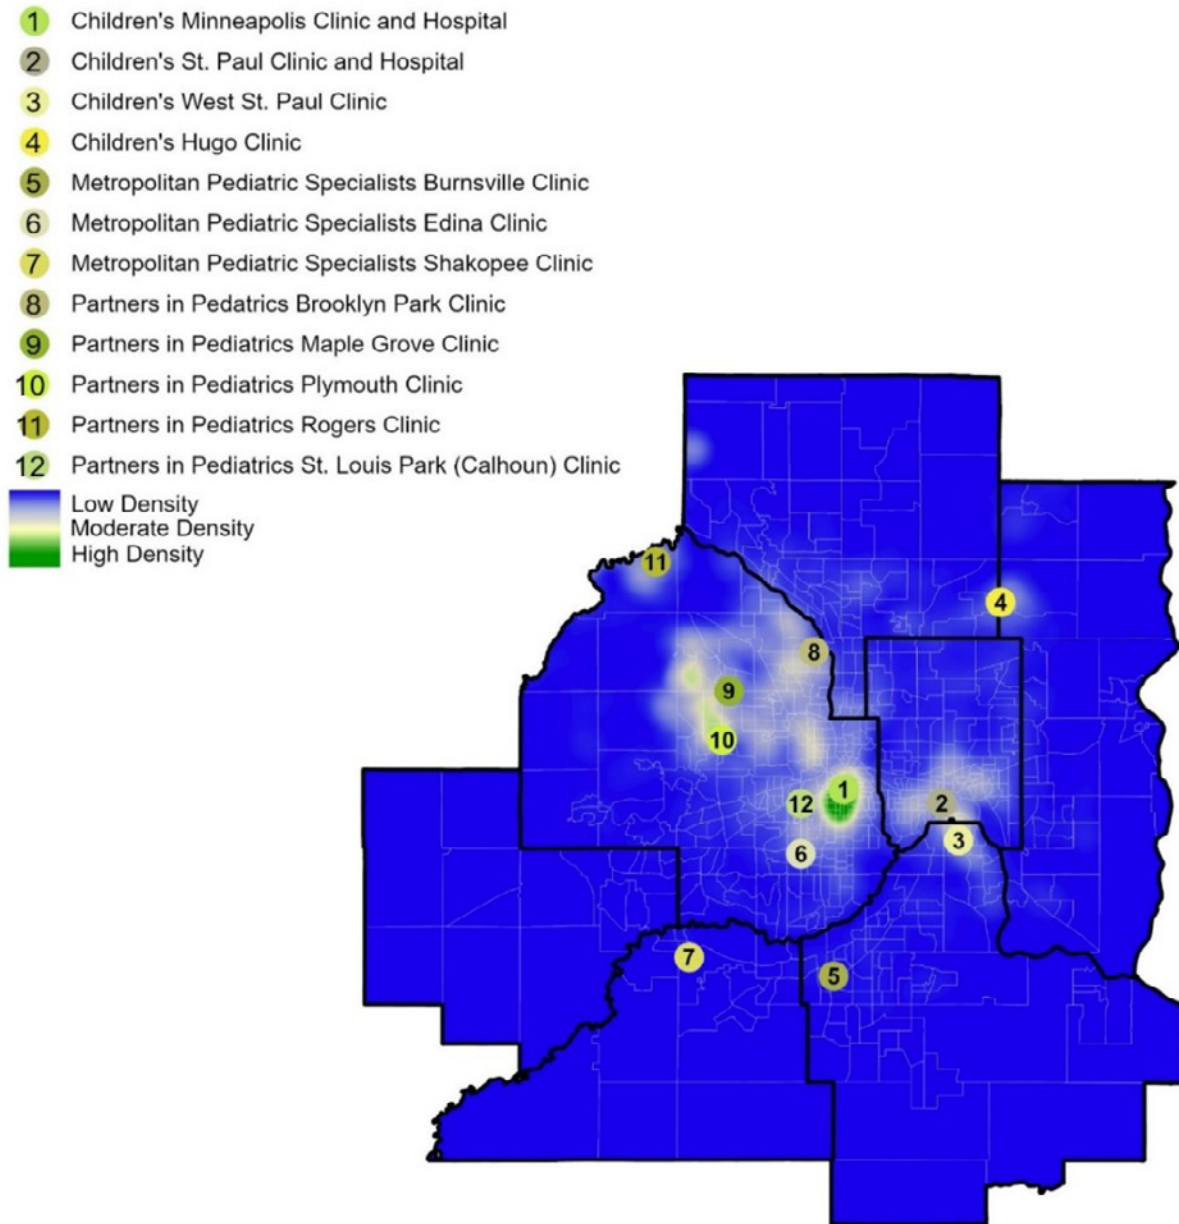 1 Children's Minneapolis Clinic and Hospital
2 Children's St. Paul Clinic and Hospital
3 Children's West St. Paul Clinic
4 Children's Hugo Clinic
5 Metropolitan Pediatric Specialists Burnsville Clinic
6 Metropolitan Pediatric Specialists Edina Clinic
7 Metropolitan Pediatric Specialists Shakopee Clinic
8 Partners in Pedatrics Brooklyn Park Clinic
9 Partners in Pediatrics Maple Grove Clinic
10 Partners in Pediatrics Plymouth Clinic
11 Partners in Pediatrics Rogers Clinic
12 Partners in Pediatrics St. Louis Park (Calhoun) Clinic
Low Density
Moderate Density
High Density
11
4
8
9
10
1
12
2
3
6
7
5